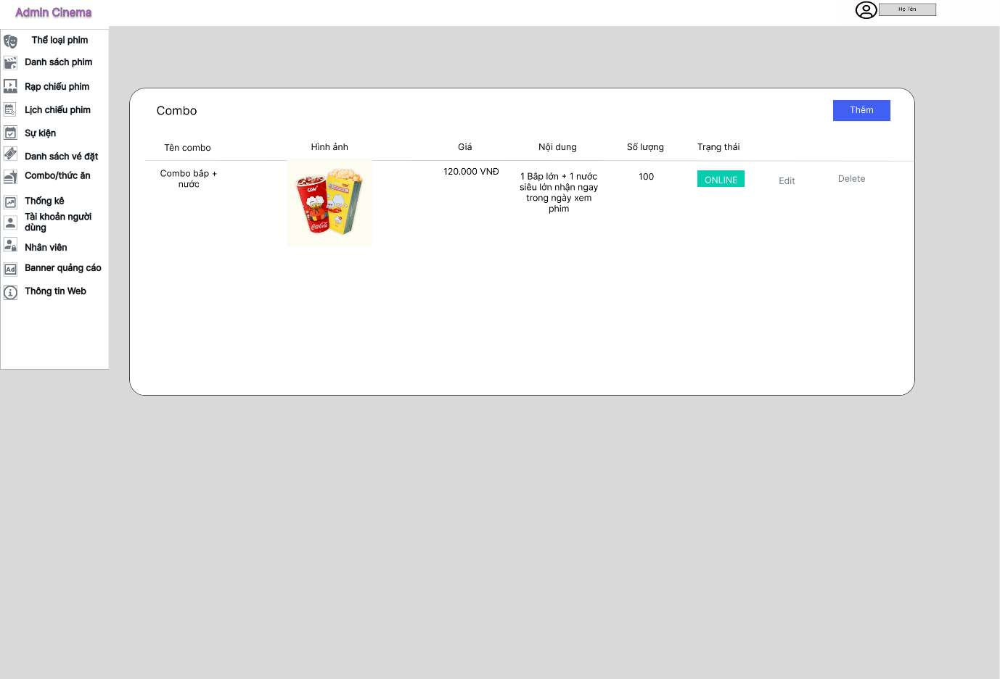 Admin Cinema
Họ Tên
Thể loại phim
Danh sách phim
Rạp chiếu phim
Lịch chiếu phim
Sự kiện
Danh sách vé đặt
Combo/thức ăn
Thống kê
Tài khoản người
dùng
Nhân viên
Ad
Banner quảng cáo
Thông tin Web
Combo
Thêm
Tên combo
Hình ảnh
Giá
Nội dung
Số lượng
Trạng thái
Combo bắp +
nước
CGV
CGV
Coca-Cola
120.000 VNĐ
1 Bắp lớn + 1 nước
siêu lớn nhận ngay
trong ngày xem
phim
100
ONLINE
Edit
Delete